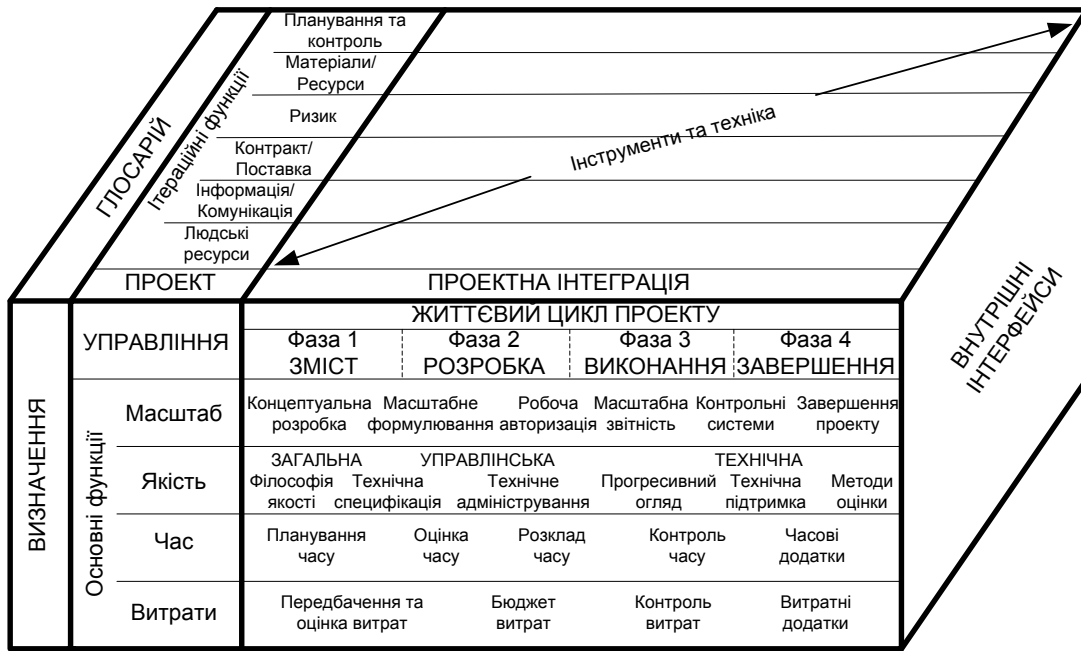 Планування та
контроль
Матеріали/
Ресурси
Ризик
Контракт/
Поставка
Інформація/
Комунікація
Людські
ресурси
ГЛОСАРІЙ
Ітераційні функції
Інструменти та техніка
ПРОЕКТ
ПРОЕКТНА ІНТЕГРАЦІЯ
ВНУТРІШНІ
ІНТЕРФЕЙСИ
ВИЗНАЧЕННЯ
УПРАВЛІННЯ
ЖИТТЄВИЙ ЦИКЛ ПРОЕКТУ
Фаза 1 Фаза 2 Фаза 3 Фаза 4
ЗМІСТ РОЗРОБКА ВИКОНАННЯ ЗАВЕРШЕННЯ
Основні функції
Масштаб
Концептуальна Масштабне Робоча Масштабна Контрольні Завершення
розробка формулювання авторизація звітність системи проекту
Якість
ЗАГАЛЬНА УПРАВЛІНСЬКА ТЕХНІЧНА
Філософія Технічна Технічне Прогресивний Технічна Методи
якості специфікація адміністрування огляд підтримка оцінки
Час
Планування Оцінка Розклад Контроль Часові
часу часу часу часу додатки
Витрати
Передбачення та Бюджет Контроль Витратні
оцінка витрат витрат витрат додатки